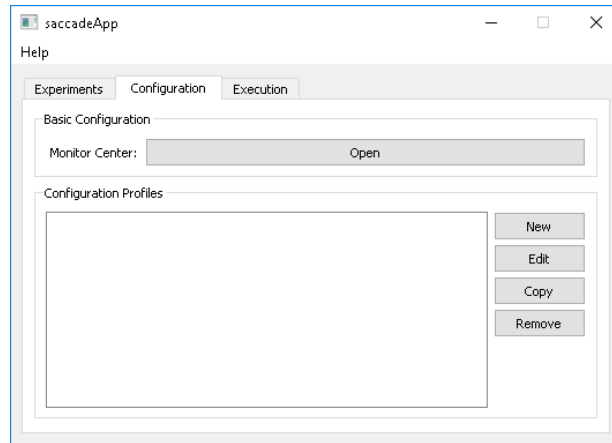 saccadeApp
Help
Experiments Configuration Execution
Basic Configuration
Monitor Center: Open
Configuration Profiles
New
Edit
Copy
Remove